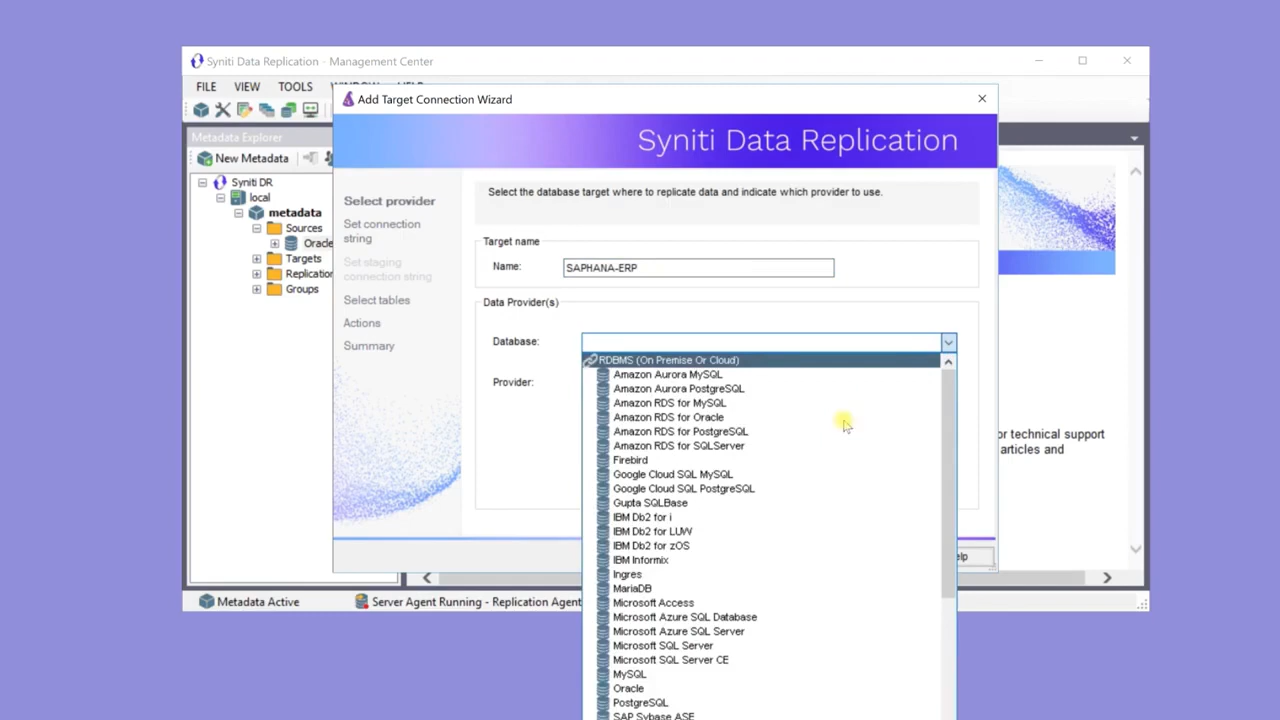 Syniti Data Replication - Management Center
FILE VIEW TOOLS
Add Target Connection Wizard
Metadata Explorer
New Metadata
Syniti DR
local
metadata
Sources
Oracle
Targets
Replication
Groups
Syniti Data Replication
Select provider
Set connection
string
Set staging
connection string
Select tables
Actions
Summary
Select the database target where to replicate data and indicate which provider to use.
Target name
Name: SAPHANA-ERP
Data Provider(s)
Database:
Provider:
RDBMS (On Premise Or Cloud)
Amazon Aurora MySQL
Amazon Aurora PostgreSQL
Amazon RDS for MySQL
Amazon RDS for Oracle
Amazon RDS for PostgreSQL
Amazon RDS for SQLServer
Firebird
Google Cloud SQL MySQL
Google Cloud SQL PostgreSQL
Gupta SQLBase
IBM Db2 for i
IBM Db2 for LUW
IBM Db2 for zOS
IBM Informix
Ingres
MariaDB
Microsoft Access
Microsoft Azure SQL Database
Microsoft Azure SQL Server
Microsoft SQL Server
Microsoft SQL Server CE
MySQL
Oracle
PostgreSQL
SAP Sybase ASE
or technical support
articles and
elp
Metadata Active
Server Agent Running - Replication Agent